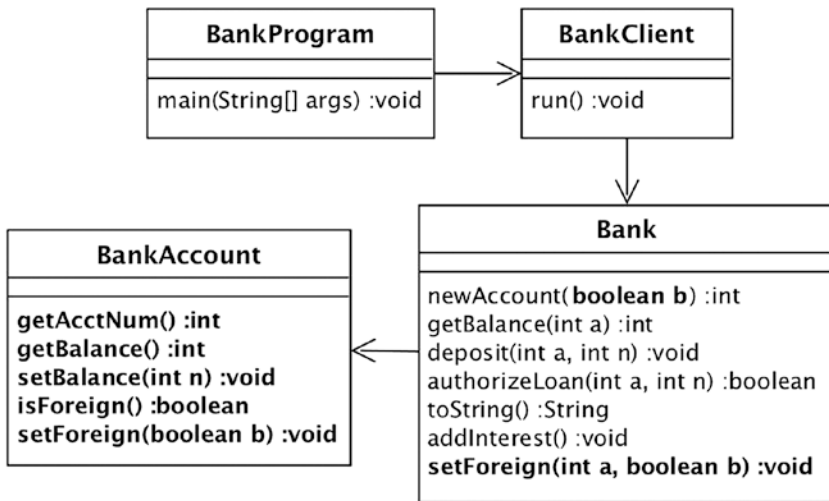 BankProgram
main(String[] args) :void
BankClient
run() :void
BankAccount
getAcctNum() :int
getBalance() :int
setBalance(int n) :void
isForeign() :boolean
setForeign(boolean b) :void
Bank
newAccount(boolean b) :int
getBalance(int a) :int
deposit(int a, int n) :void
authorizeLoan(int a, int n) :boolean
toString() :String
addInterest() :void
setForeign(int a, boolean b) :void